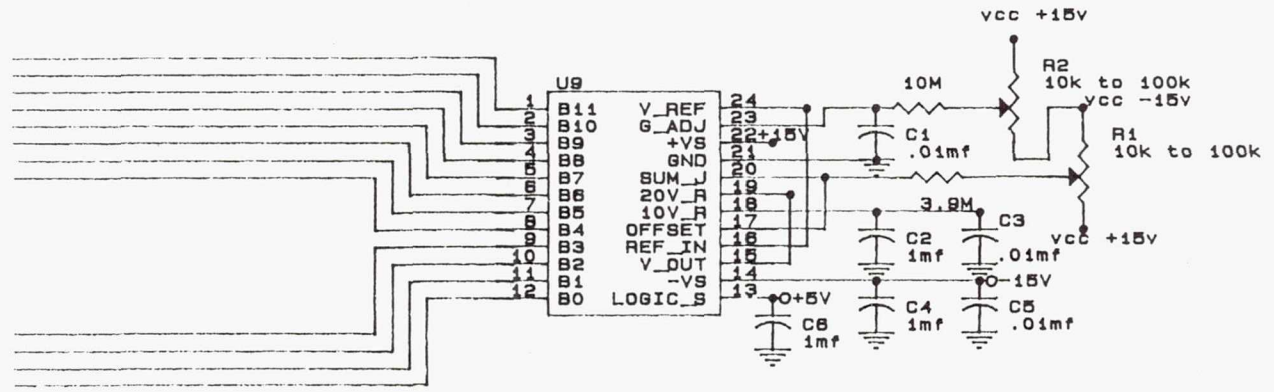 vcc +15v
R2
10k to 100k
vcc -15v
R1
10k to 100k
10M
U9
1 B11 V_REF 24
2 B10 G_ADJ 23
3 B9 +VS 22 +15V
4 B8 GND 21
5 B7 SUM_J 20
6 B6 20V_R 19
7 B5 10V_R 18
8 B4 OFFSET 17
9 B3 REF_IN 16
10 B2 V_OUT 15
11 B1 -VS 14
12 B0 LOGIC_S 13
C1
.01mf
3.9M
C2
1mf
C3
.01mf
vcc +15v
-15V
+5V
C6
1mf
C4
1mf
C5
.01mf